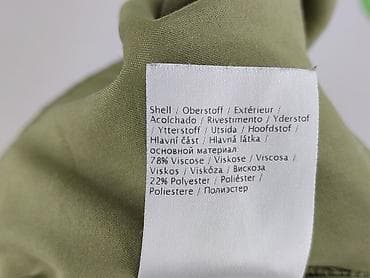 Shell / Oberstoff / Extérieur /
Acolchado / Rivestimento / Yderstof
/ Ytterstoff / Utsida / Hoofdstof /
Hlavní část / Hlavná látka /
основной материал
78% Viscose / Viskose / Viscosa /
Viskos / Viskóza / Вискоза
22% Polyester / Poliéster /
Poliestere / Полиэстер